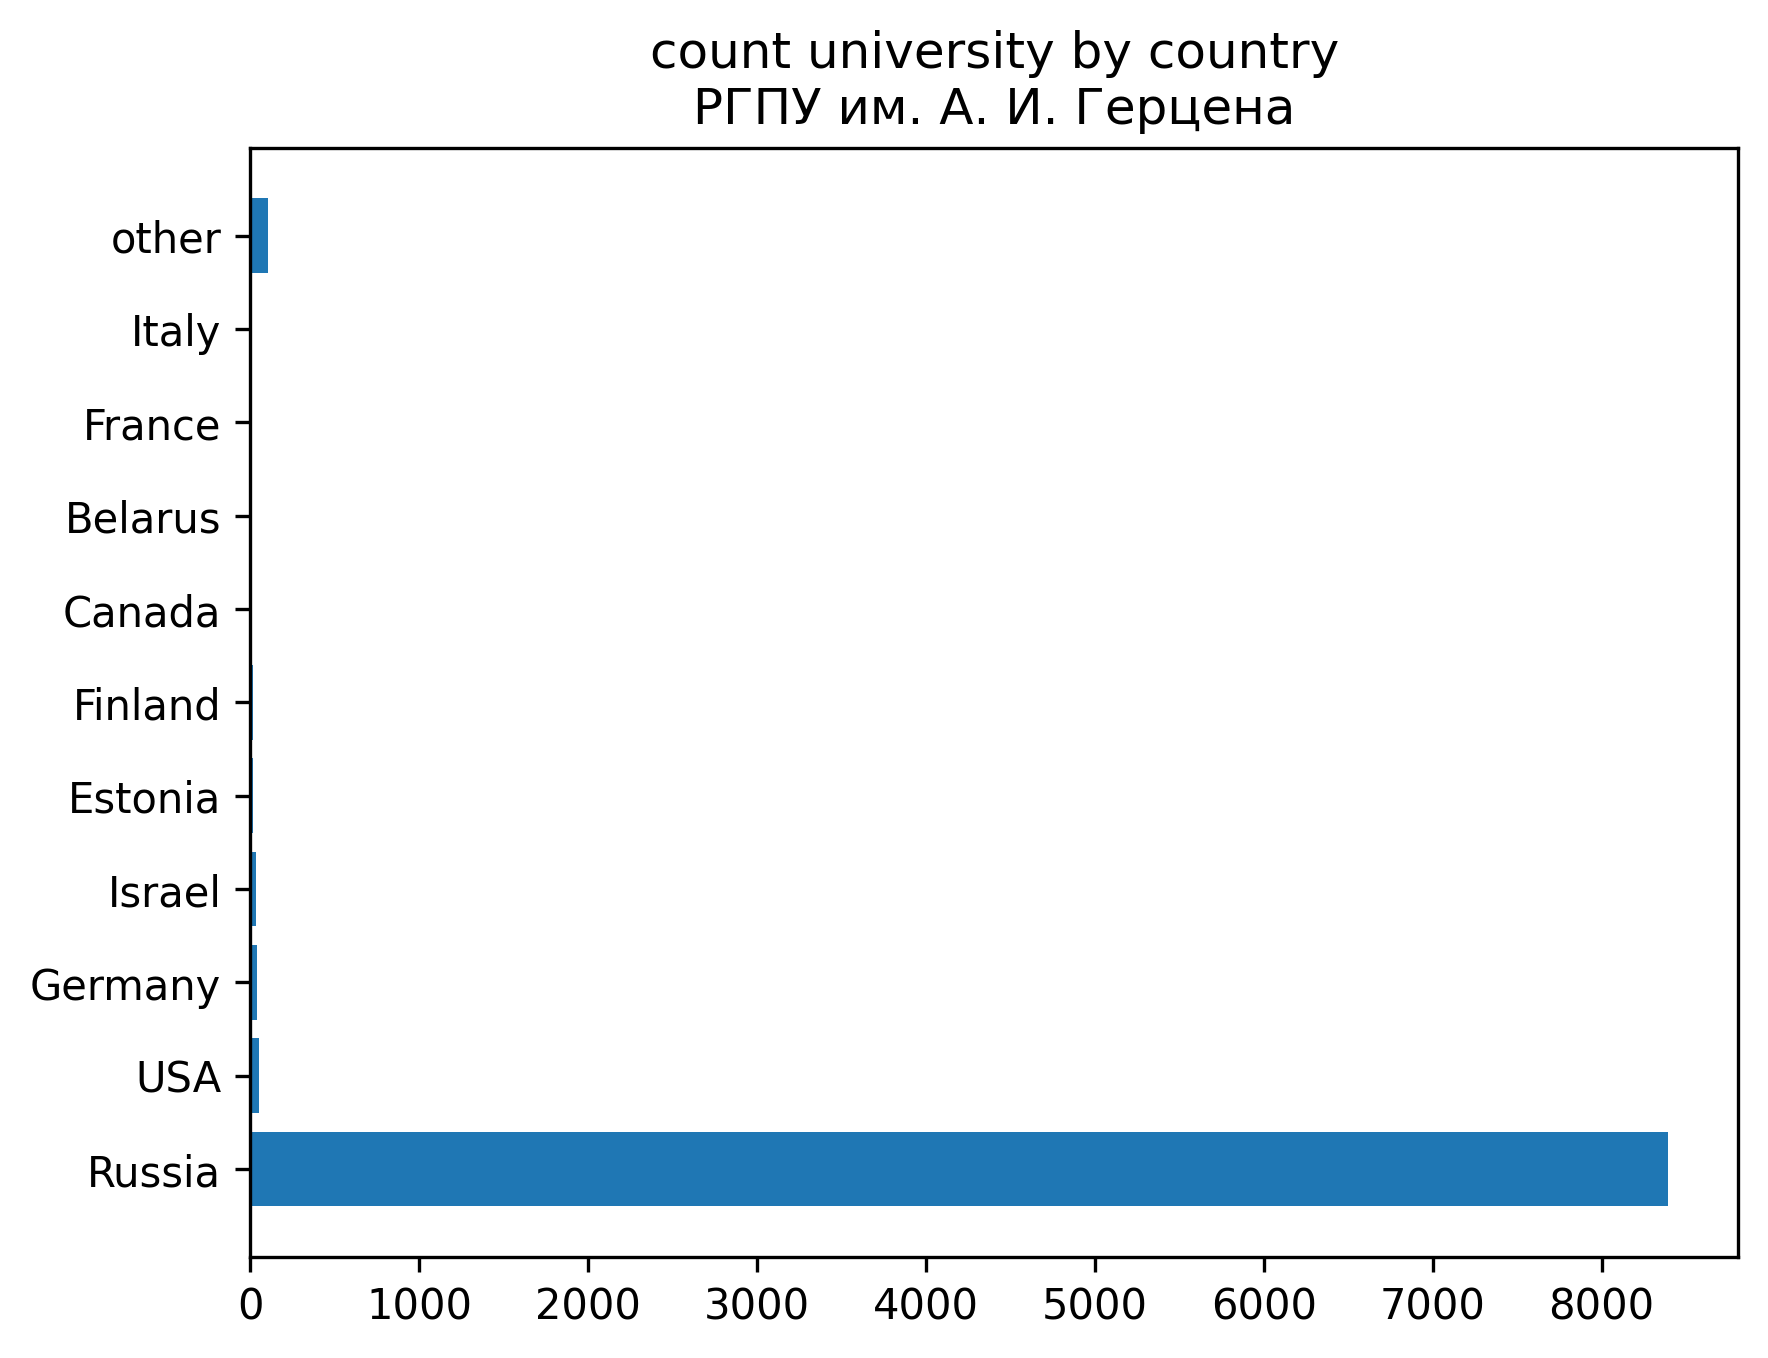 count university by country
РГПУ им. А. И. Герцена
other
Italy
France
Belarus
Canada
Finland
Estonia
Israel
Germany
USA
Russia
0 1000 2000 3000 4000 5000 6000 7000 8000